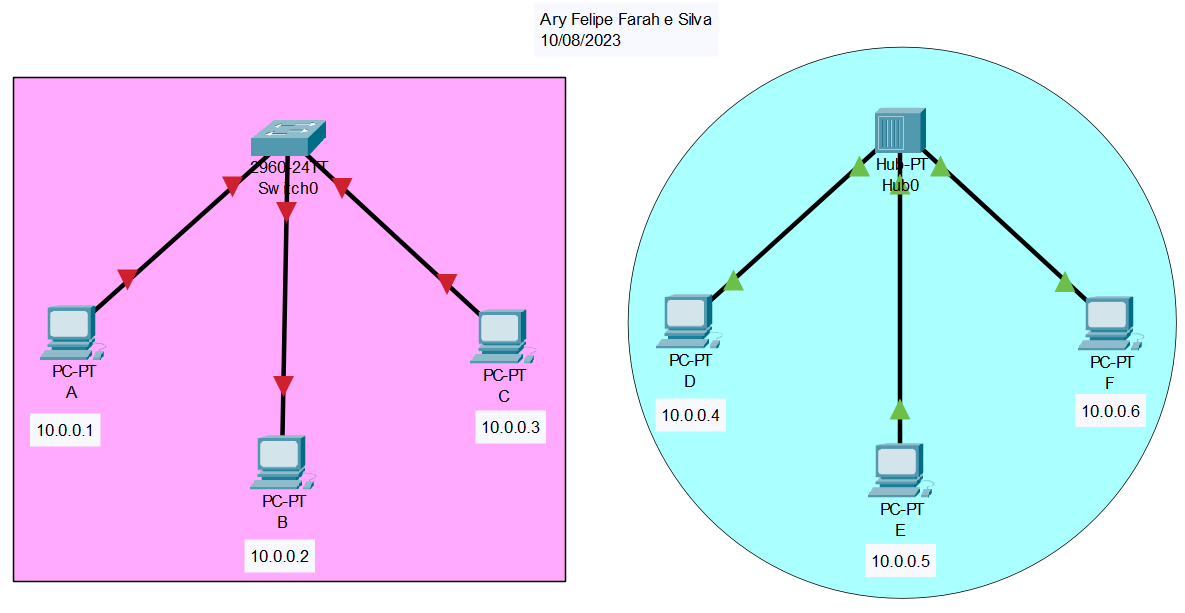 Ary Felipe Farah e Silva
10/08/2023
2960-24TT
Switch0
PC-PT
A
10.0.0.1
PC-PT
B
10.0.0.2
PC-PT
C
10.0.0.3
Hub-PT
Hub0
PC-PT
D
10.0.0.4
PC-PT
E
10.0.0.5
PC-PT
F
10.0.0.6